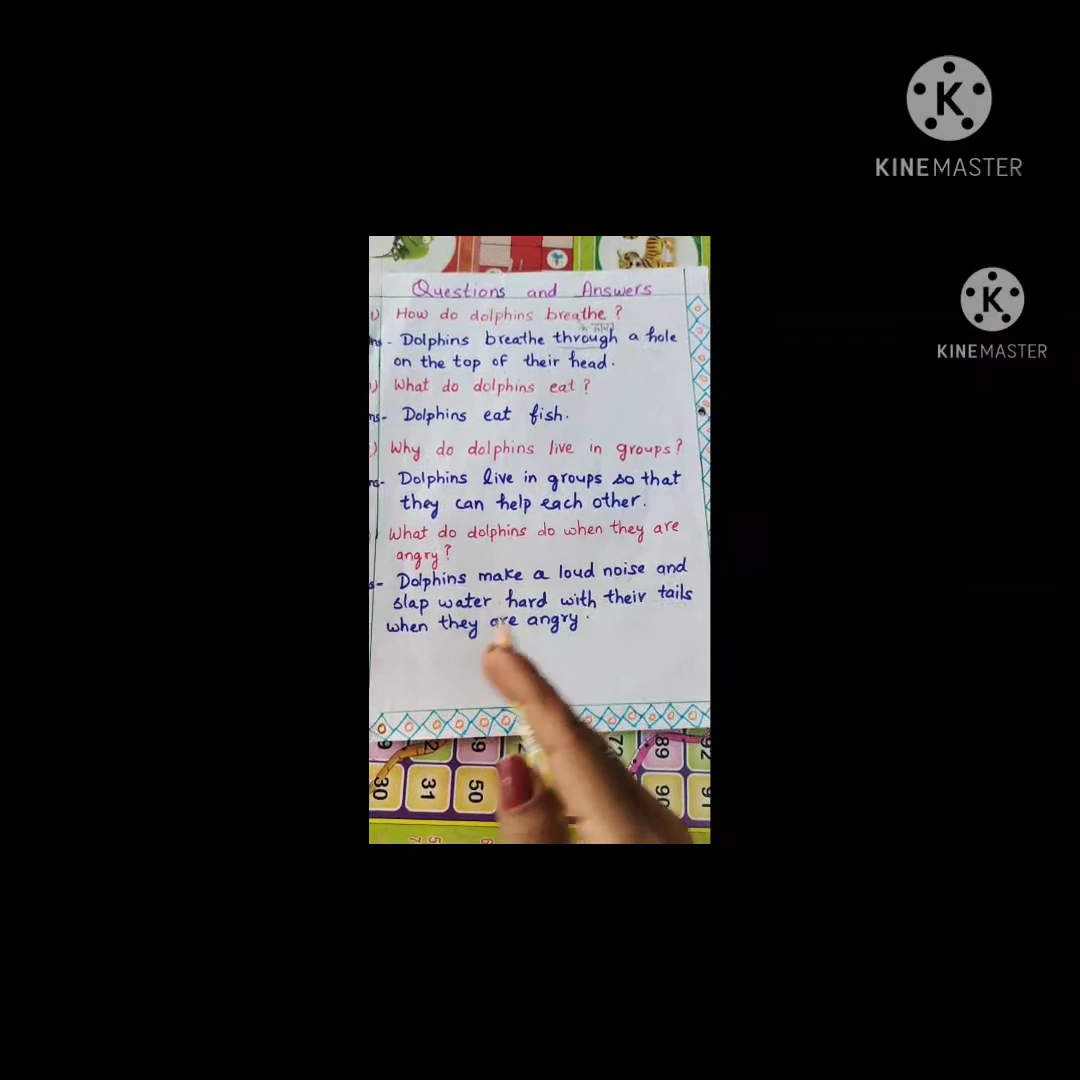 KINEMASTER
KINEMASTER
Questions and Answers
How do dolphins breathe ?
Dolphins breathe through a hole
on the top of their head.
What do dolphins eat ?
Dolphins eat fish.
Why do dolphins live in groups?
Dolphins live in groups so that
they can help each other.
What do dolphins do when they are
angry?
Dolphins make a loud noise and
slap water hard with their tails
when they are angry.
89
30
31
50
90